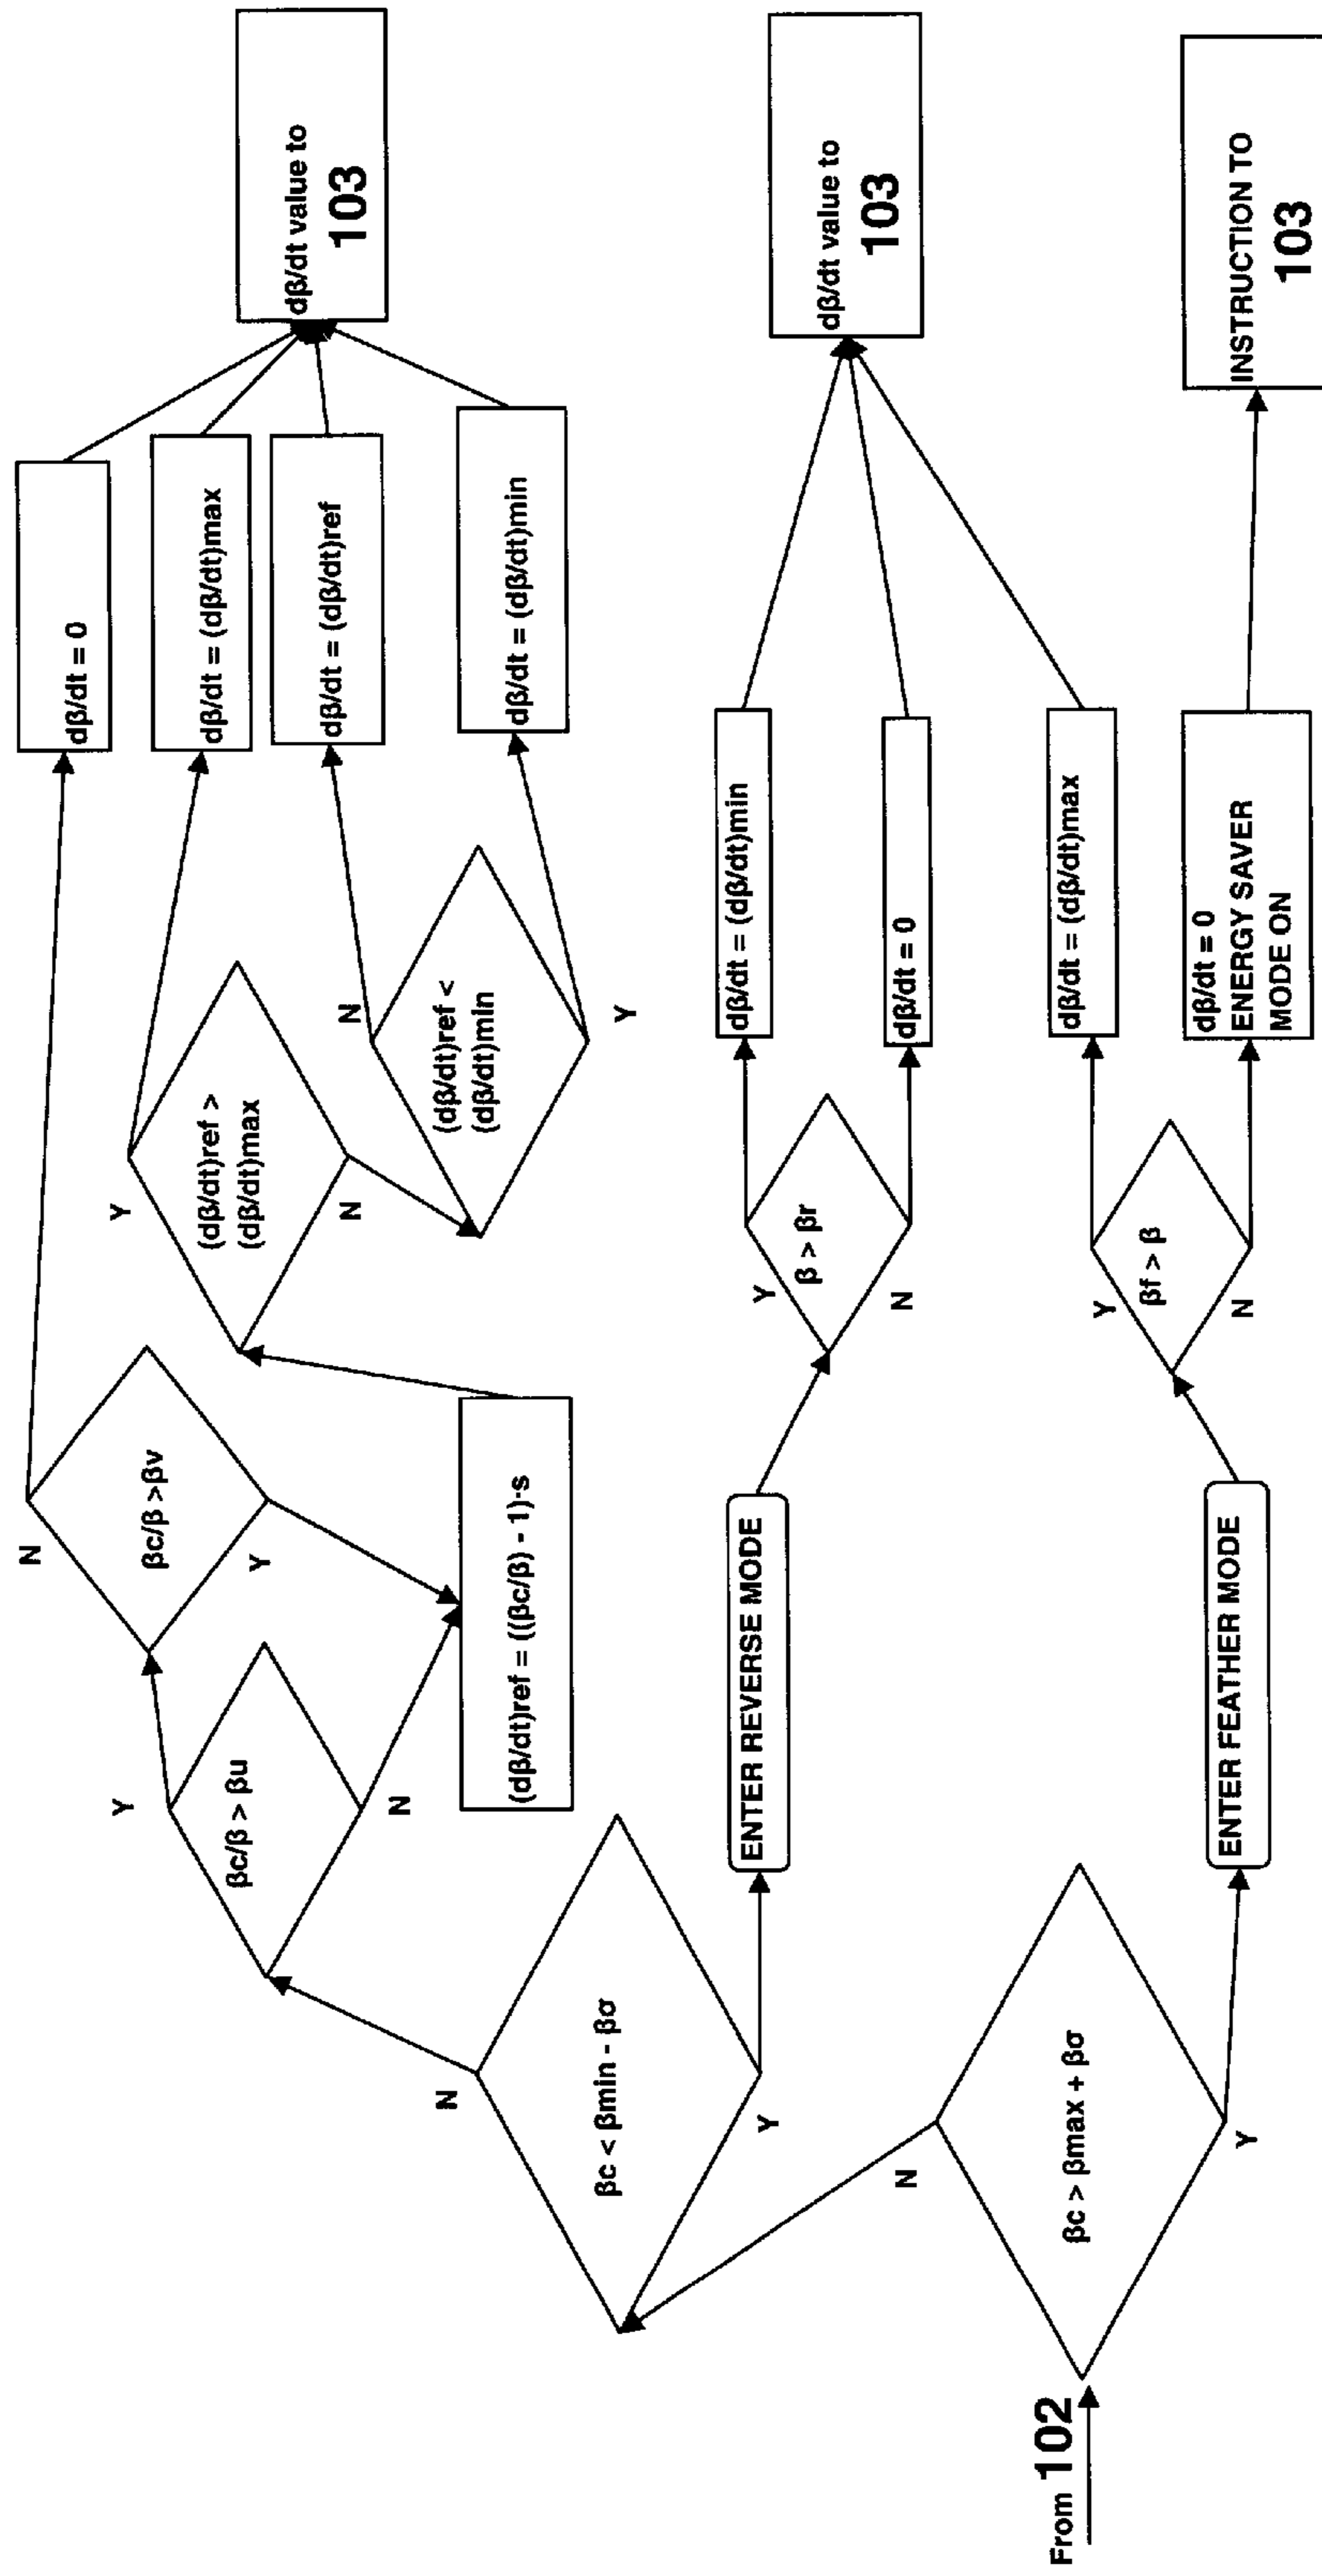 From 102
βc > βmax + βσ
N
Y
βc < βmin - βσ
N
Y
βc/β > βu
Y
N
βc/β >βv
N
Y
(dβ/dt)ref = ((βc/β) - 1)·s
(dβ/dt)ref >
(dβ/dt)max
Y
N
(dβ/dt)ref <
(dβ/dt)min
N
Y
dβ/dt = 0
dβ/dt = (dβ/dt)max
dβ/dt = (dβ/dt)ref
dβ/dt = (dβ/dt)min
dβ/dt value to
103
ENTER REVERSE MODE
β > βr
Y
N
dβ/dt = (dβ/dt)min
dβ/dt = 0
dβ/dt value to
103
ENTER FEATHER MODE
βf > β
Y
N
dβ/dt = (dβ/dt)max
dβ/dt = 0
ENERGY SAVER
MODE ON
INSTRUCTION TO
103